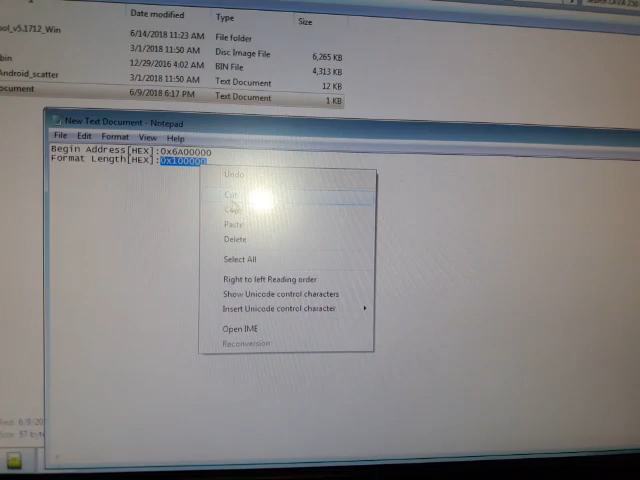 Date modified Type Size
ool_v5.1712_Win 6/14/2018 11:23 AM File folder
3/1/2018 11:50 AM Disc Image File 6,265 KB
bin 12/29/2016 4:02 AM BIN File 4,313 KB
Android_scatter 3/1/2018 11:50 AM Text Document 12 KB
ocument 6/9/2018 6:17 PM Text Document 1 KB
New Text Document - Notepad
File Edit Format View Help
Begin Address[HEX]:0x6A00000
Format Length[HEX]:0x100000
Undo
Cut
Copy
Paste
Delete
Select All
Right to left Reading order
Show Unicode control characters
Insert Unicode control character
Open IME
Reconversion